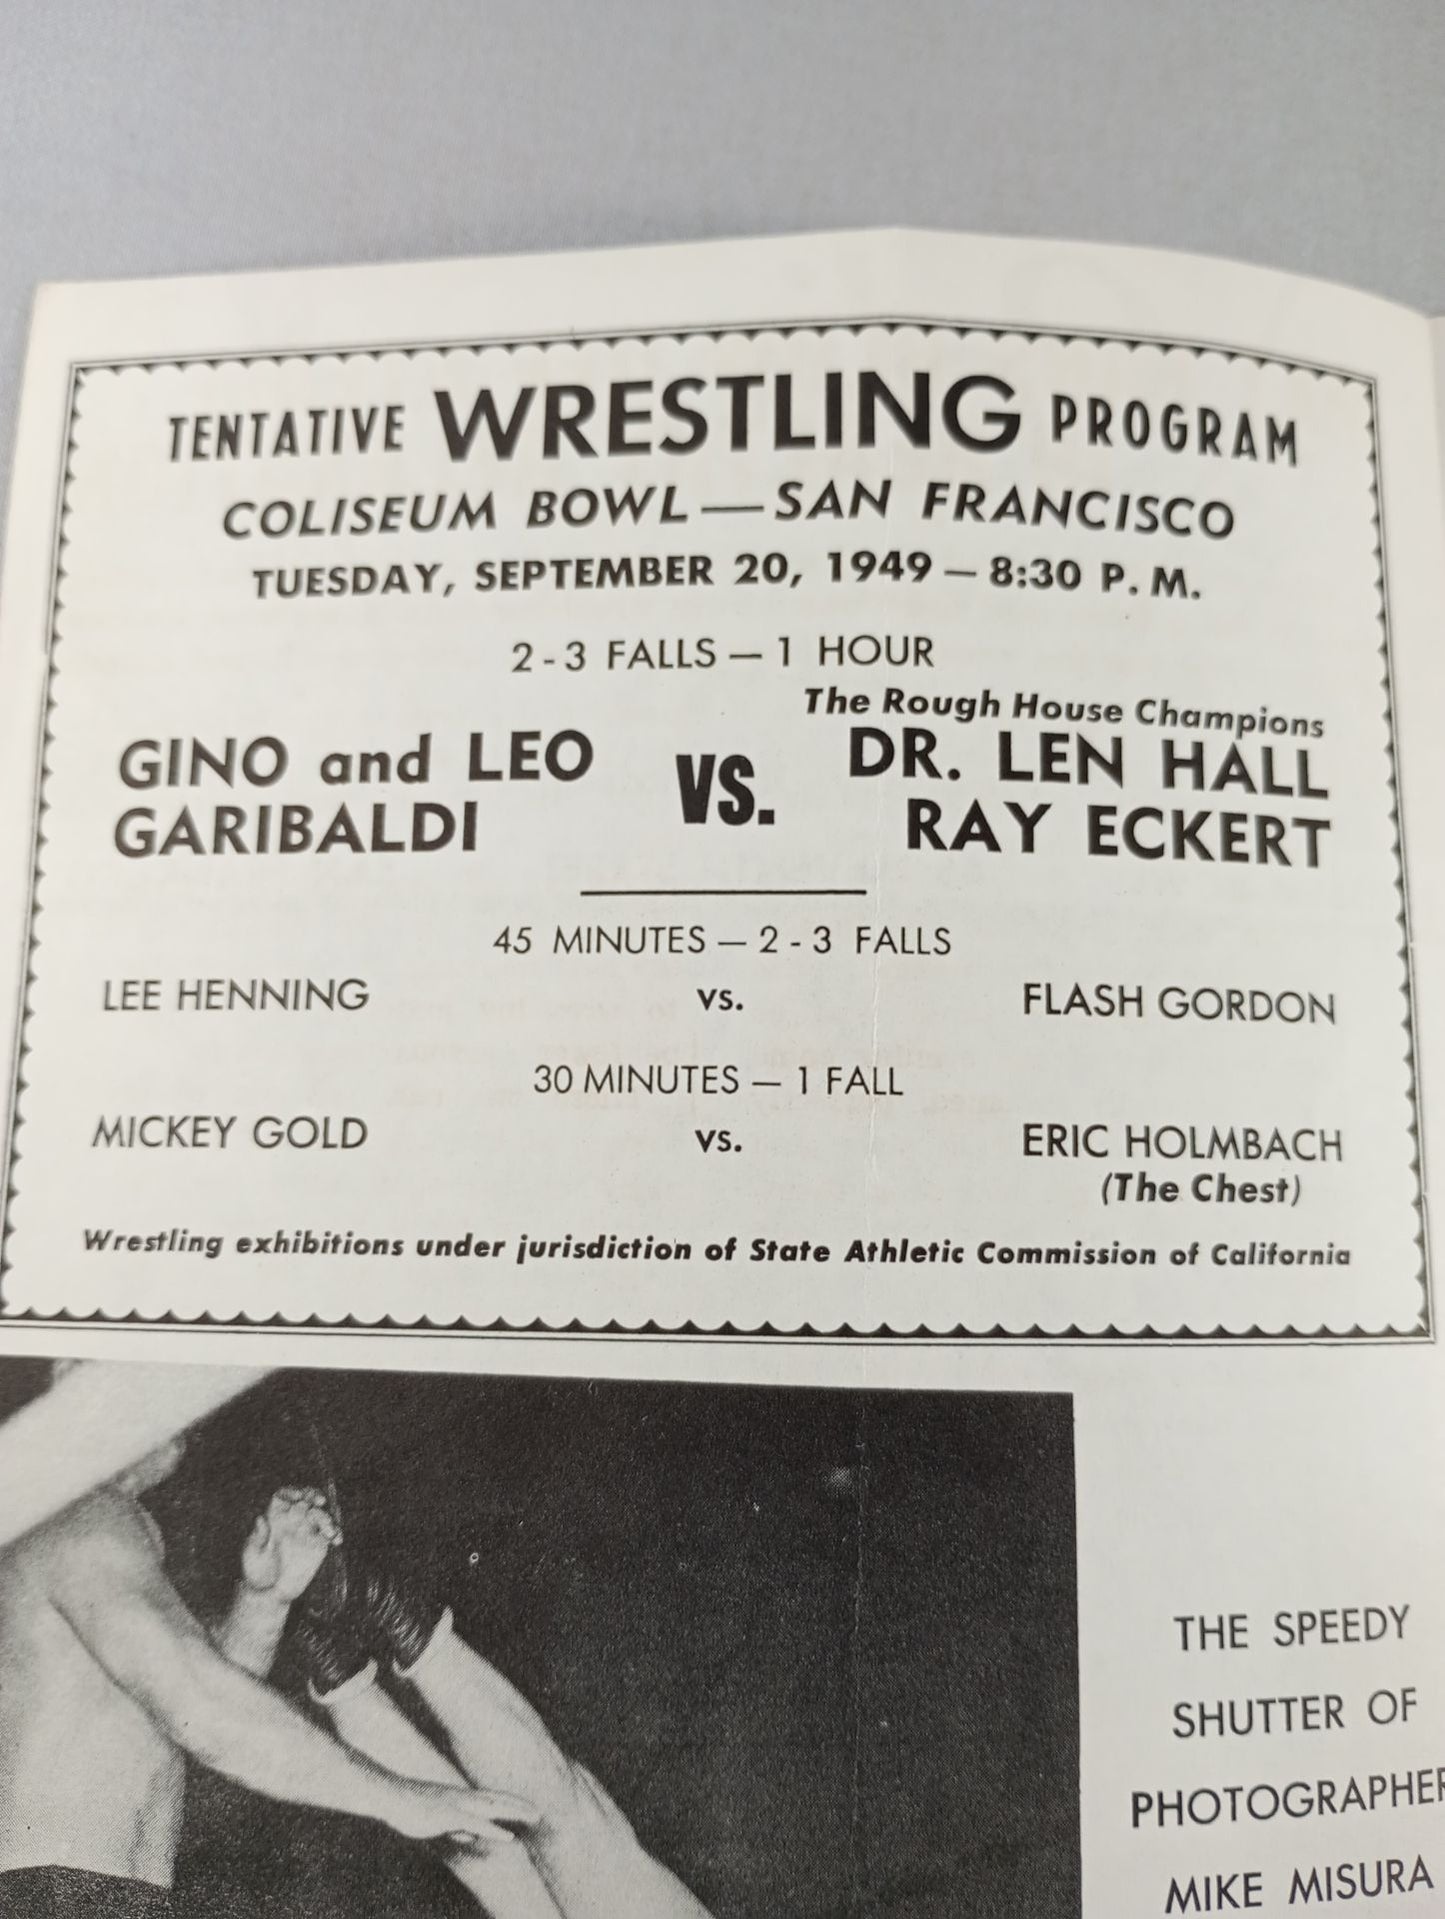 TENTATIVE WRESTLING PROGRAM
COLISEUM BOWL — SAN FRANCISCO
TUESDAY, SEPTEMBER 20, 1949 — 8:30 P. M.
2 - 3 FALLS — 1 HOUR
The Rough House Champions
GINO and LEO VS. DR. LEN HALL
GARIBALDI RAY ECKERT
45 MINUTES — 2 - 3 FALLS
LEE HENNING vs. FLASH GORDON
30 MINUTES — 1 FALL
MICKEY GOLD vs. ERIC HOLMBACH
(The Chest)
Wrestling exhibitions under jurisdiction of State Athletic Commission of California
THE SPEEDY
SHUTTER OF
PHOTOGRAPHER
MIKE MISURA